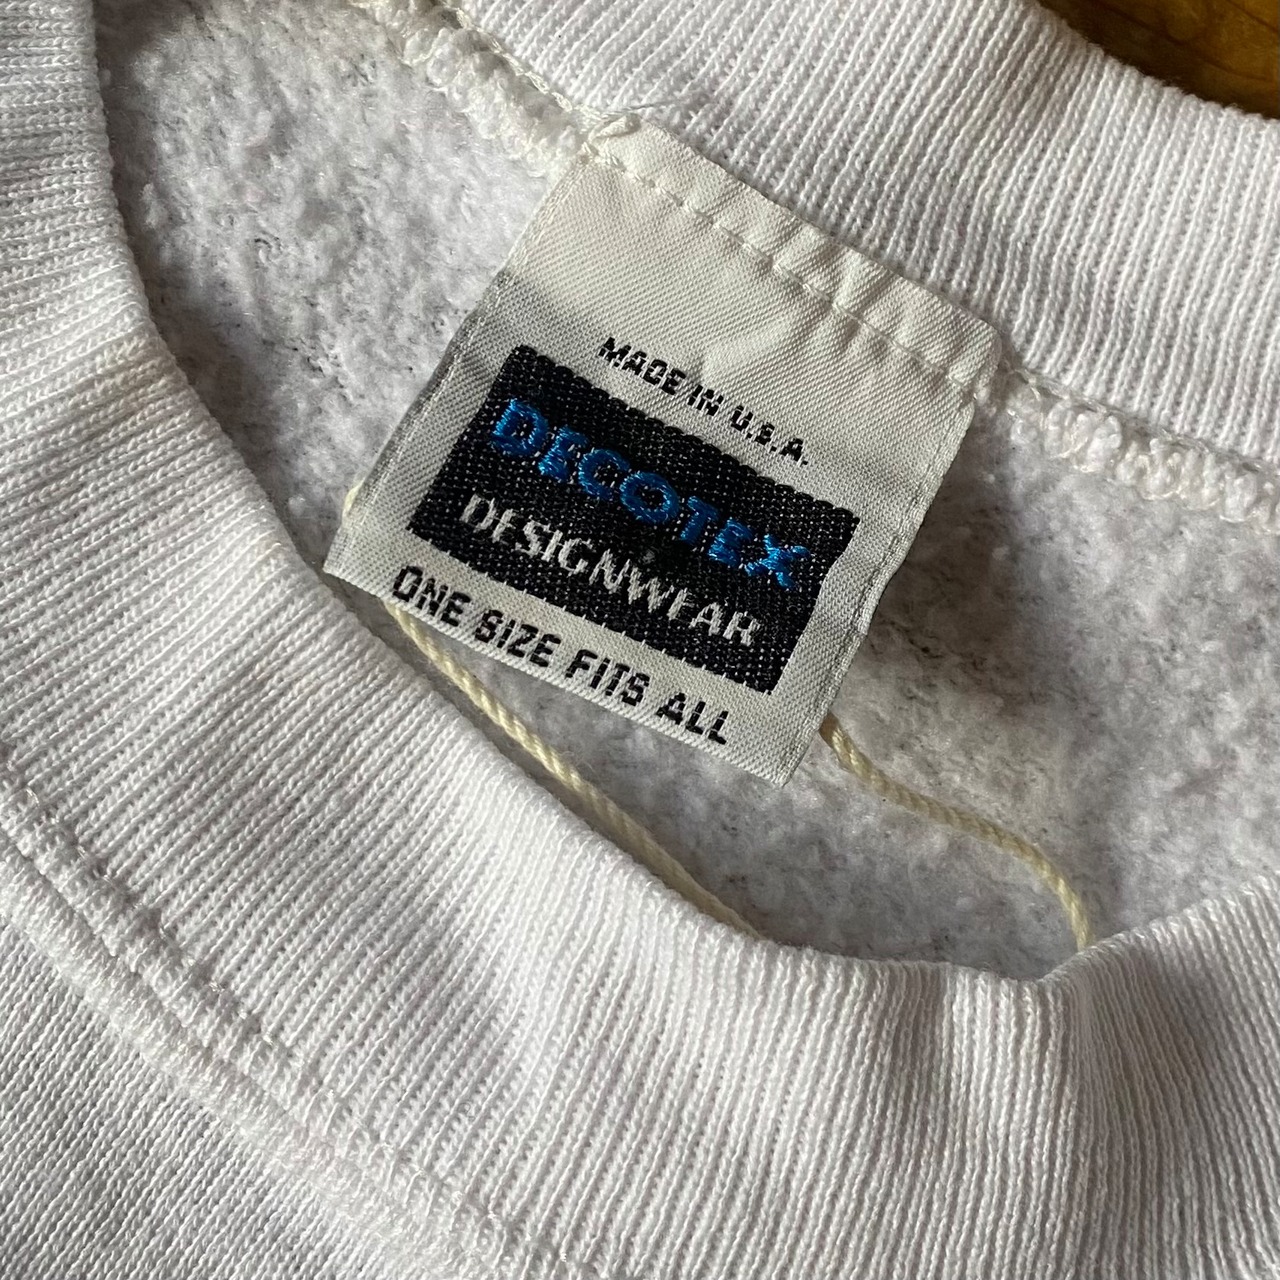 MADE IN U.S.A.
DECOTEX
DESIGNWEAR
ONE SIZE FITS ALL